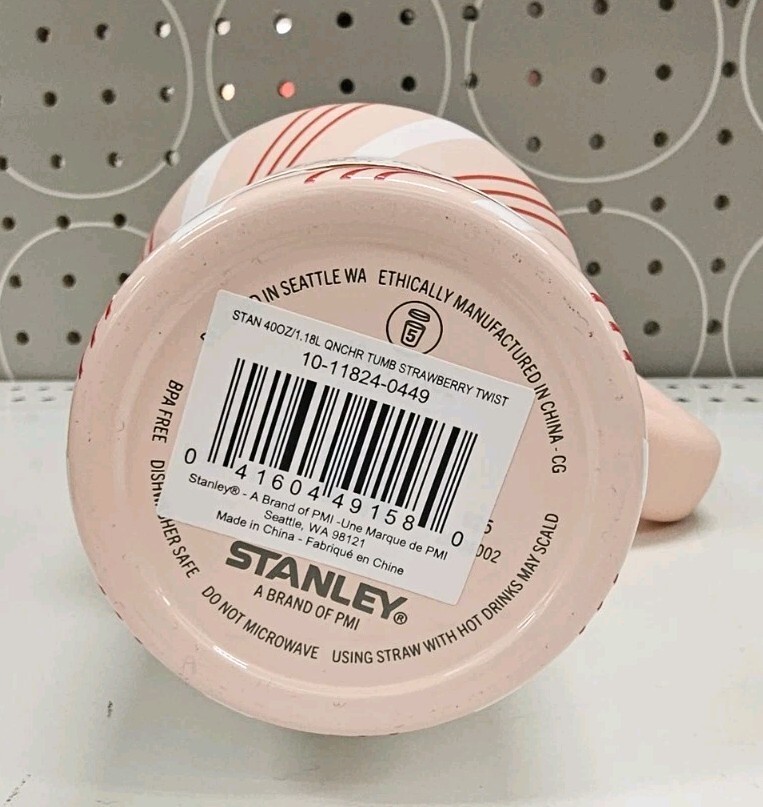 IN SEATTLE WA ETHICALLY MANUFACTURED IN CHINA - CG
5
STAN 40OZ/1.18L QNCHR TUMB STRAWBERRY TWIST
10-11824-0449
0 41604 49158 0
Stanley® - A Brand of PMI -Une Marque de PMI
Seattle, WA 98121
Made in China - Fabriqué en Chine
STANLEY®
A BRAND OF PMI
BPA FREE
SAFE
DO NOT MICROWAVE
USING STRAW WITH HOT DRINKS MAY SCALD